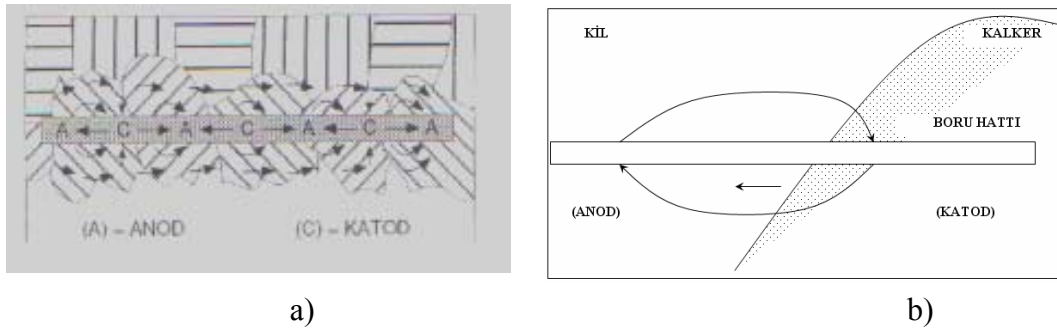 A C A C A C A
(A) – ANOD (C) – KATOD
a)
KİL
KALKER
BORU HATTI
(ANOD)
(KATOD)
b)